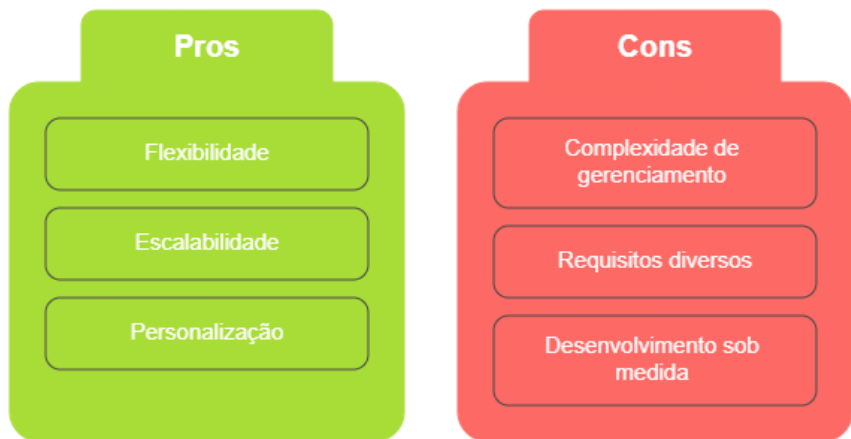 Pros
Flexibilidade
Escalabilidade
Personalização
Cons
Complexidade de
gerenciamento
Requisitos diversos
Desenvolvimento sob
medida